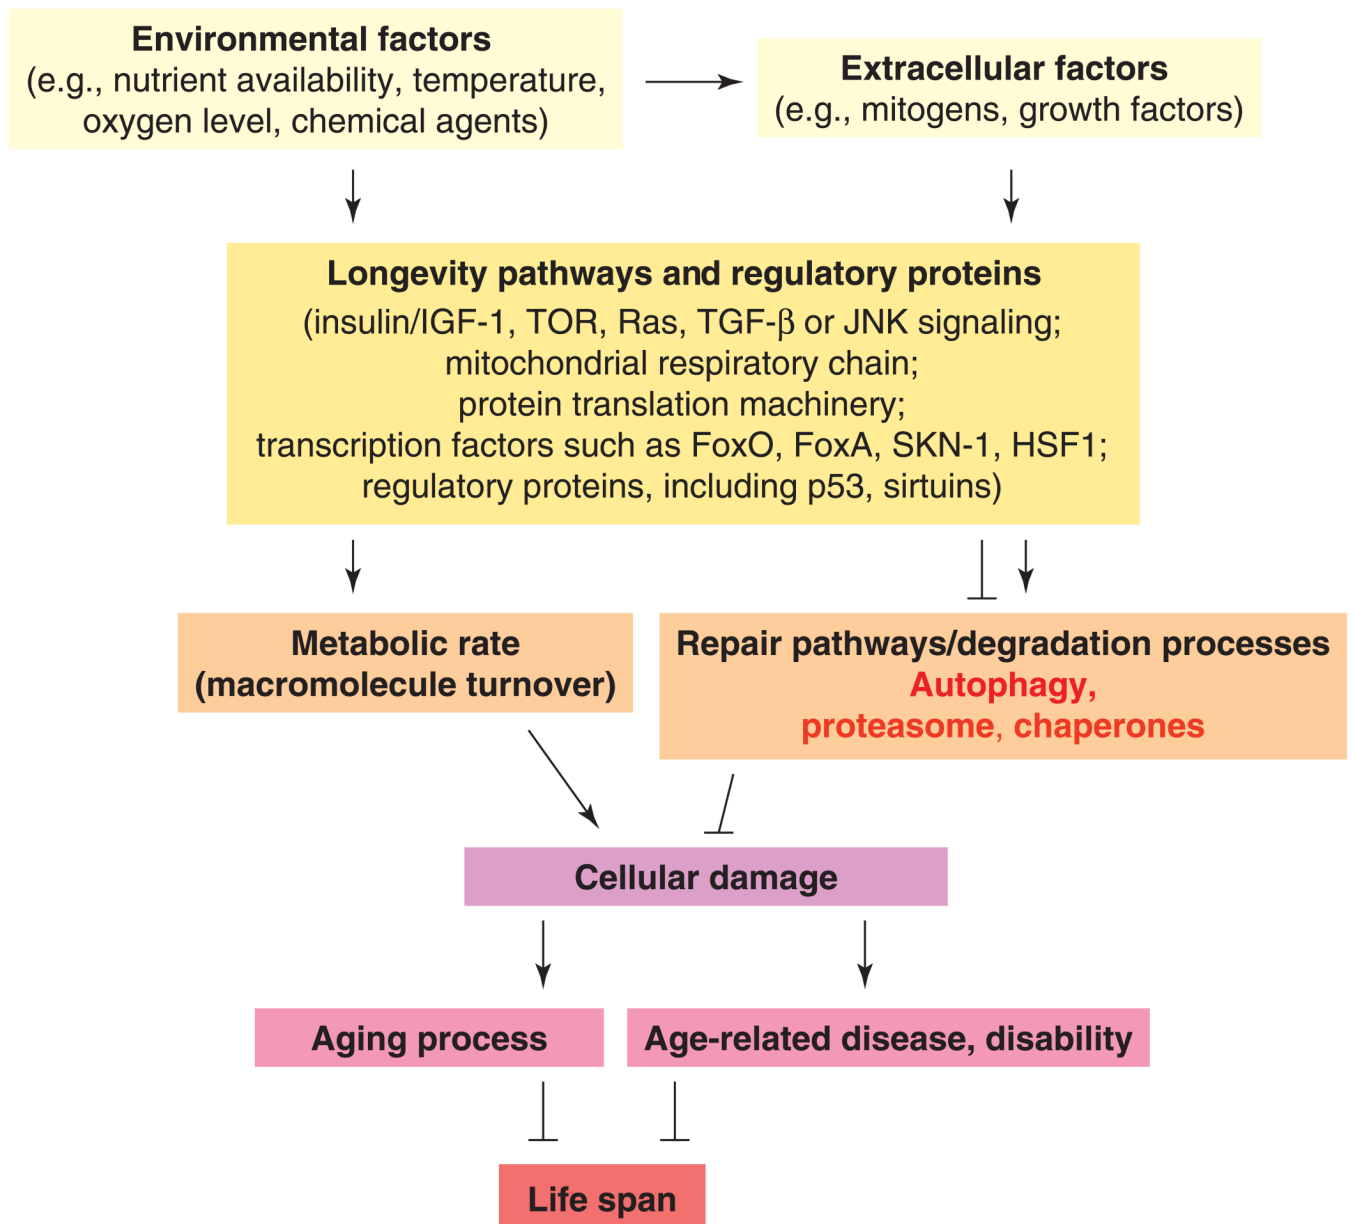 Environmental factors
(e.g., nutrient availability, temperature,
oxygen level, chemical agents)
Extracellular factors
(e.g., mitogens, growth factors)
Longevity pathways and regulatory proteins
(insulin/IGF-1, TOR, Ras, TGF-β or JNK signaling;
mitochondrial respiratory chain;
protein translation machinery;
transcription factors such as FoxO, FoxA, SKN-1, HSF1;
regulatory proteins, including p53, sirtuins)
Metabolic rate
(macromolecule turnover)
Repair pathways/degradation processes
Autophagy,
proteasome, chaperones
Cellular damage
Aging process
Age-related disease, disability
Life span